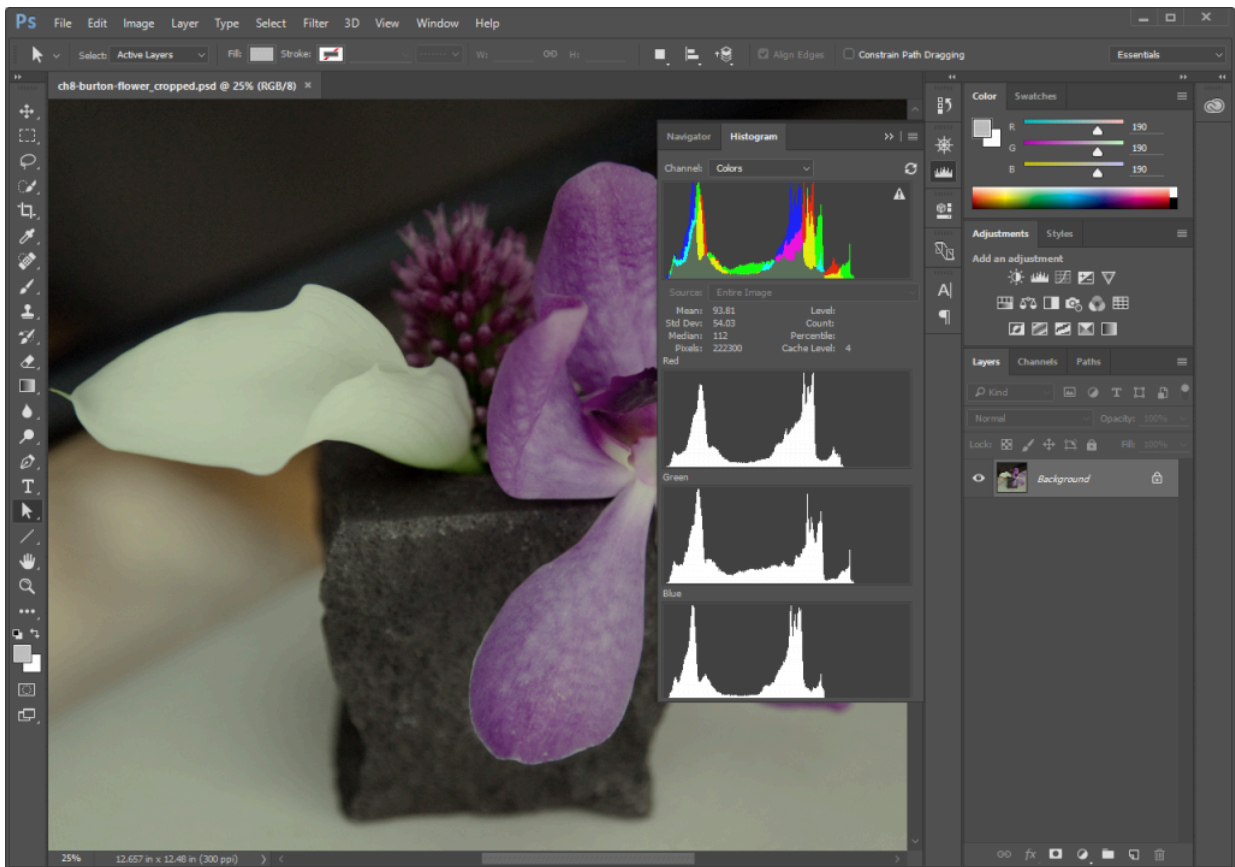 Ps File Edit Image Layer Type Select Filter 3D View Window Help
Select: Active Layers Fill: Stroke: W: H: Align Edges Constrain Path Dragging Essentials
ch8-burton-flower_cropped.psd @ 25% (RGB/8) ×
Navigator Histogram
Channel: Colors
Source: Entire Image
Mean: 93.81 Level:
Std Dev: 54.03 Count:
Median: 112 Percentile:
Pixels: 222300 Cache Level: 4
Red
Green
Blue
Color Swatches
R 190
G 190
B 190
Adjustments Styles
Add an adjustment
Layers Channels Paths
Kind
Normal Opacity: 100%
Lock: Fill: 100%
Background
25% 12.657 in x 12.48 in (300 ppi)